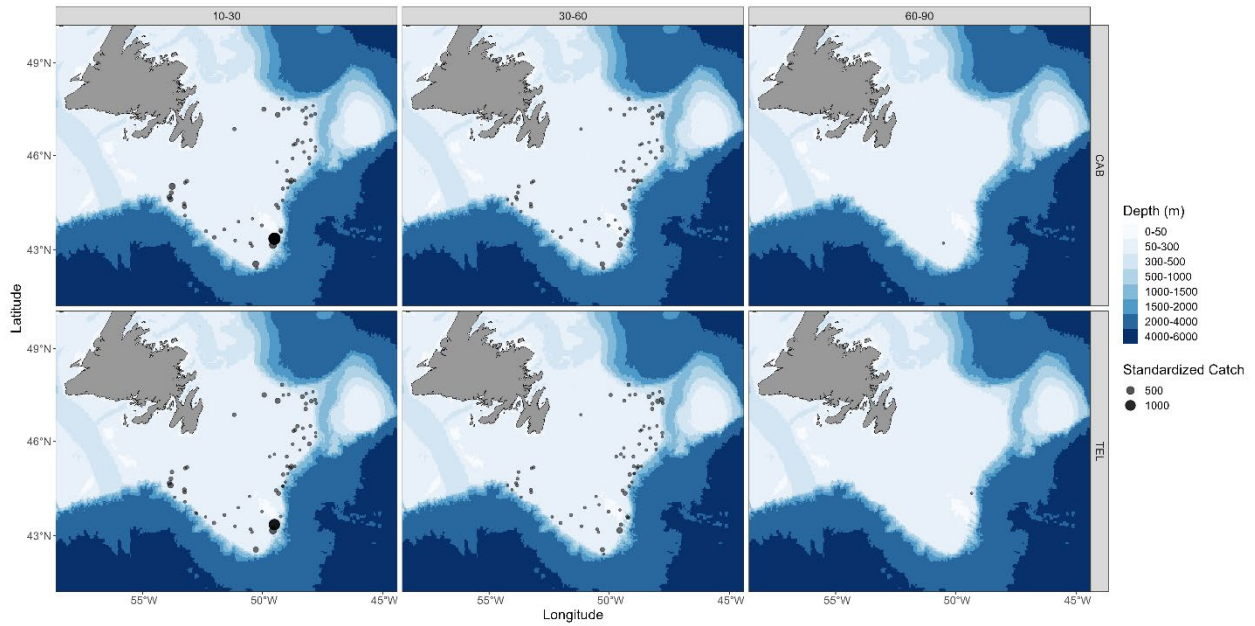 10-30
30-60
60-90
49°N
46°N
43°N
CAB
49°N
46°N
43°N
TEL
55°W
50°W
45°W
55°W
50°W
45°W
55°W
50°W
45°W
Latitude
Longitude
Depth (m)
0-50
50-300
300-500
500-1000
1000-1500
1500-2000
2000-4000
4000-6000
Standardized Catch
500
1000